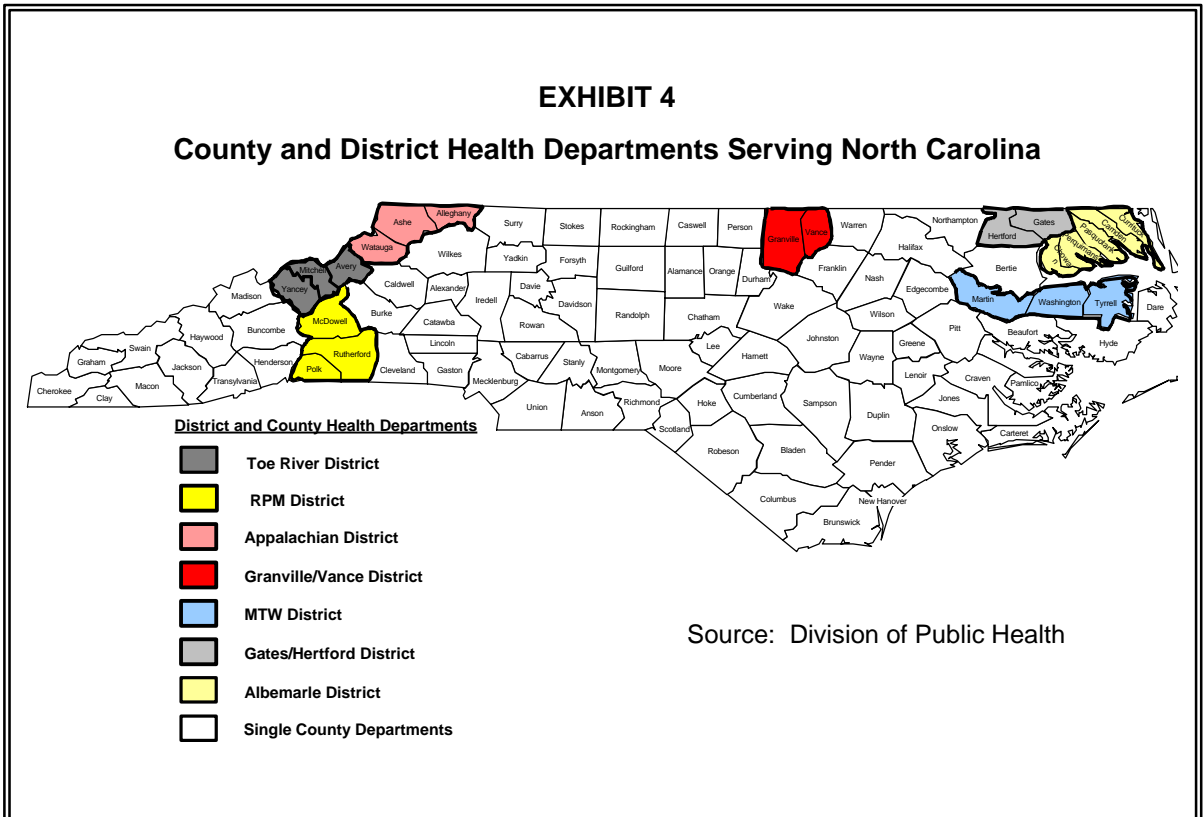 EXHIBIT 4
County and District Health Departments Serving North Carolina
Ashe
Alleghany
Surry
Stokes
Rockingham
Caswell
Person
Granville
Vance
Warren
Northampton
Hertford
Gates
Currituck
Camden
Pasquotank
Perquimans
Watauga
Wilkes
Yadkin
Forsyth
Guilford
Alamance
Orange
Durham
Franklin
Halifax
Bertie
Mitchell
Avery
Yancey
Caldwell
Alexander
Iredell
Davie
Davidson
Randolph
Chatham
Wake
Nash
Edgecombe
Martin
Washington
Tyrrell
Dare
Madison
McDowell
Burke
Catawba
Rowan
Lee
Johnston
Wilson
Pitt
Beaufort
Hyde
Haywood
Buncombe
Rutherford
Lincoln
Cabarrus
Stanly
Montgomery
Moore
Harnett
Wayne
Greene
Swain
Graham
Jackson
Henderson
Polk
Cleveland
Gaston
Mecklenburg
Lenoir
Craven
Pamlico
Cherokee
Macon
Clay
Transylvania
Union
Anson
Richmond
Hoke
Cumberland
Sampson
Duplin
Jones
Onslow
Carteret
Scotland
Robeson
Bladen
Pender
Columbus
New Hanover
Brunswick
District and County Health Departments
Toe River District
RPM District
Appalachian District
Granville/Vance District
MTW District
Gates/Hertford District
Albemarle District
Single County Departments
Source: Division of Public Health